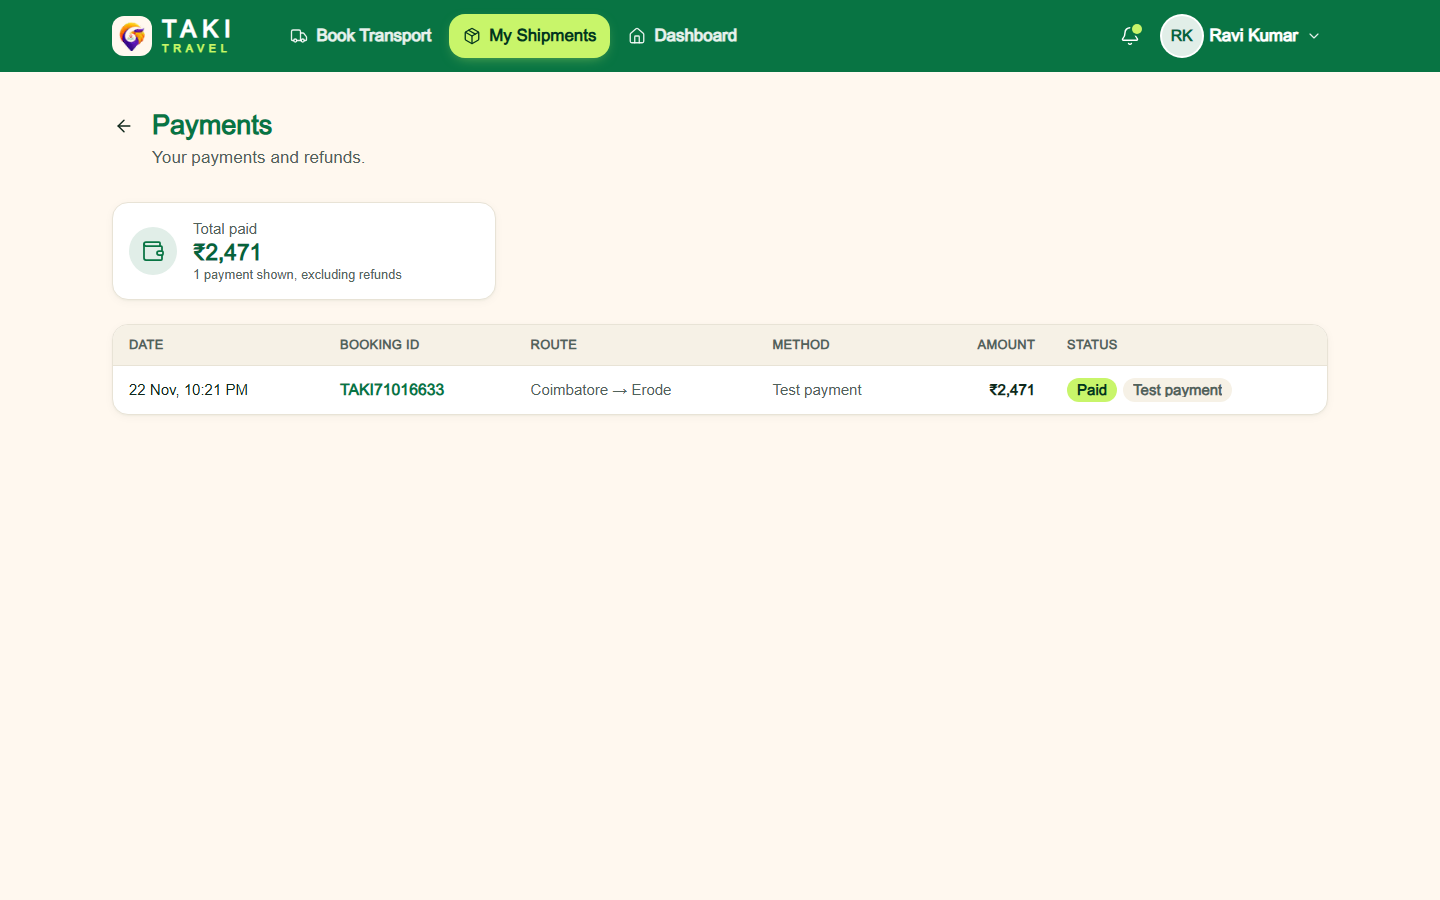 TAKI
TRAVEL
Book Transport
My Shipments
Dashboard
RK
Ravi Kumar
Payments
Your payments and refunds.
Total paid
₹2,471
1 payment shown, excluding refunds
DATE BOOKING ID ROUTE METHOD AMOUNT STATUS
22 Nov, 10:21 PM TAKI71016633 Coimbatore → Erode Test payment ₹2,471 Paid Test payment